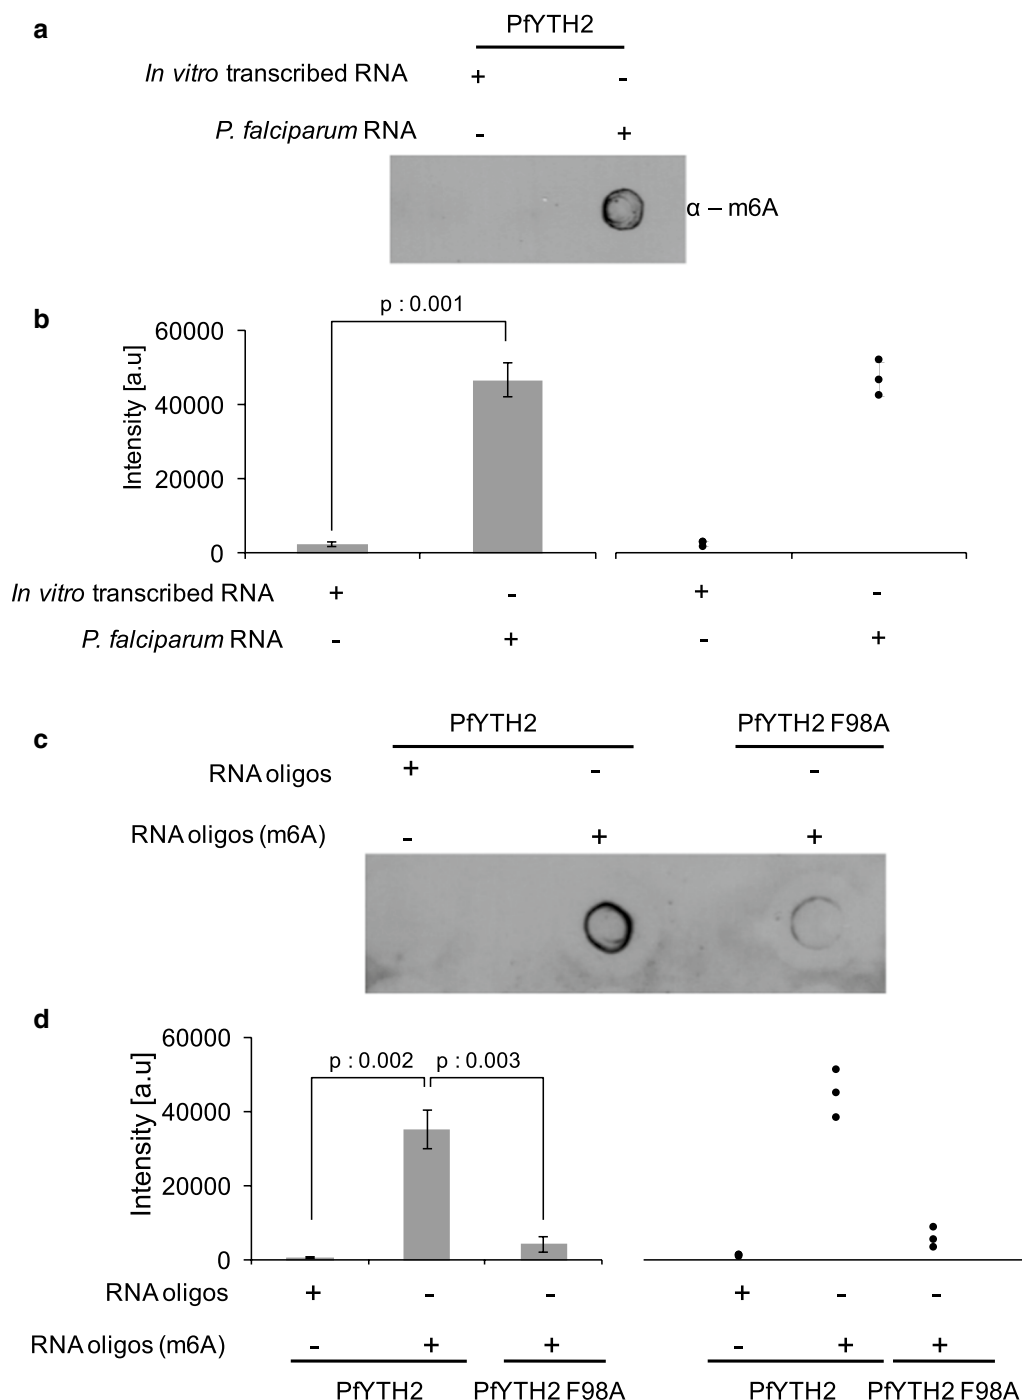 a
PfYTH2
In vitro transcribed RNA + -
P. falciparum RNA - +
α – m6A
b
p : 0.001
Intensity [a.u]
60000
40000
20000
0
In vitro transcribed RNA + - + -
P. falciparum RNA - + - +
c
PfYTH2 PfYTH2 F98A
RNA oligos + - -
RNA oligos (m6A) - + +
d
p : 0.002 p : 0.003
Intensity [a.u]
60000
40000
20000
0
RNA oligos + - - + - -
RNA oligos (m6A) - + + - + +
PfYTH2 PfYTH2 F98A PfYTH2 PfYTH2 F98A